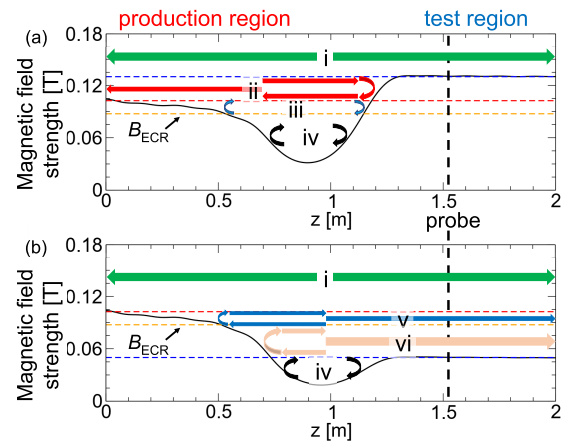 production region test region
(a)
0.18
0.12
0.06
0
Magnetic field
strength [T]
i
ii
iii
iv
B_ECR
0 0.5 1 1.5 2
z [m]
probe
(b)
0.18
0.12
0.06
0
Magnetic field
strength [T]
i
v
vi
iv
B_ECR
0 0.5 1 1.5 2
z [m]